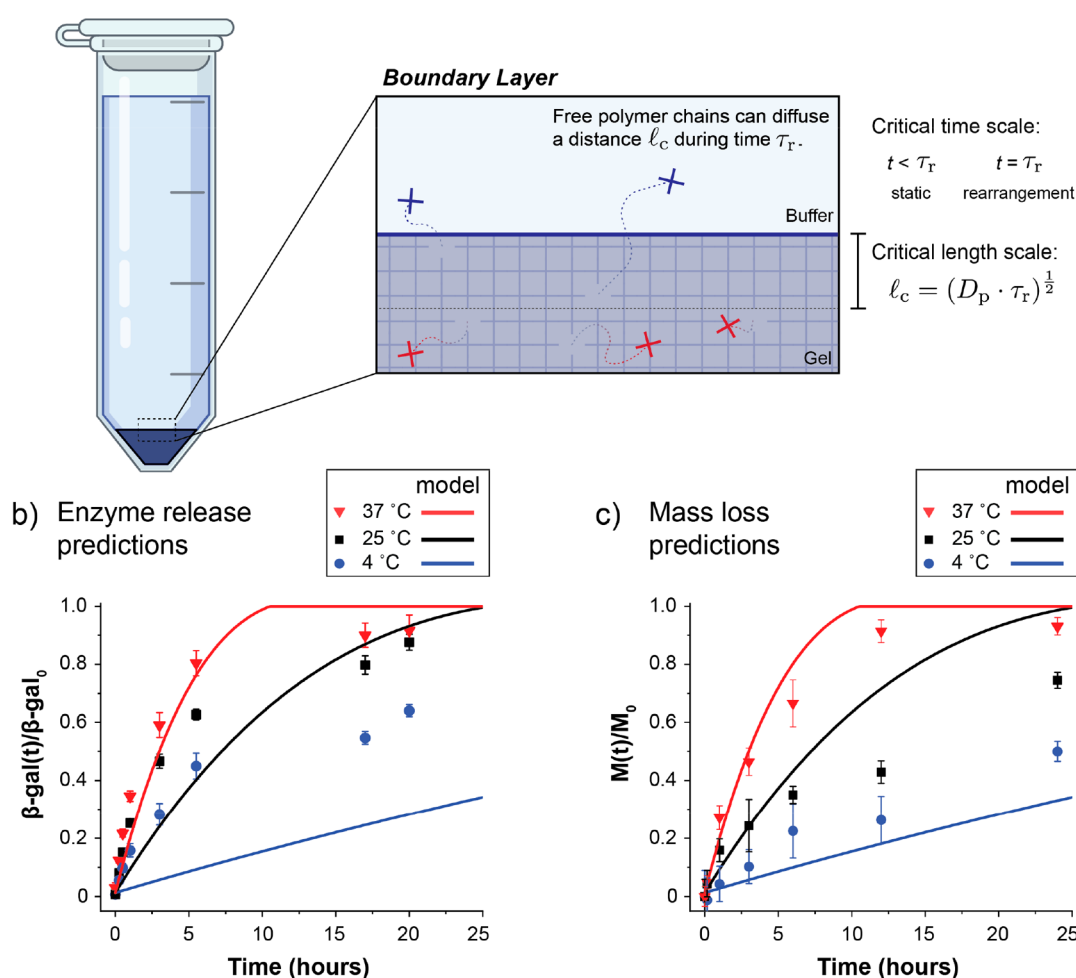 Boundary Layer
Free polymer chains can diffuse
a distance ℓc during time τr.
Buffer
Gel
Critical time scale:
t < τr t = τr
static rearrangement
Critical length scale:
ℓc = (Dp · τr)^1/2
b) Enzyme release
predictions
model
37 ˚C
25 ˚C
4 ˚C
β-gal(t)/β-gal0
1.0
0.8
0.6
0.4
0.2
0
0 5 10 15 20 25
Time (hours)
c) Mass loss
predictions
model
37 ˚C
25 ˚C
4 ˚C
M(t)/M0
1.0
0.8
0.6
0.4
0.2
0
0 5 10 15 20 25
Time (hours)